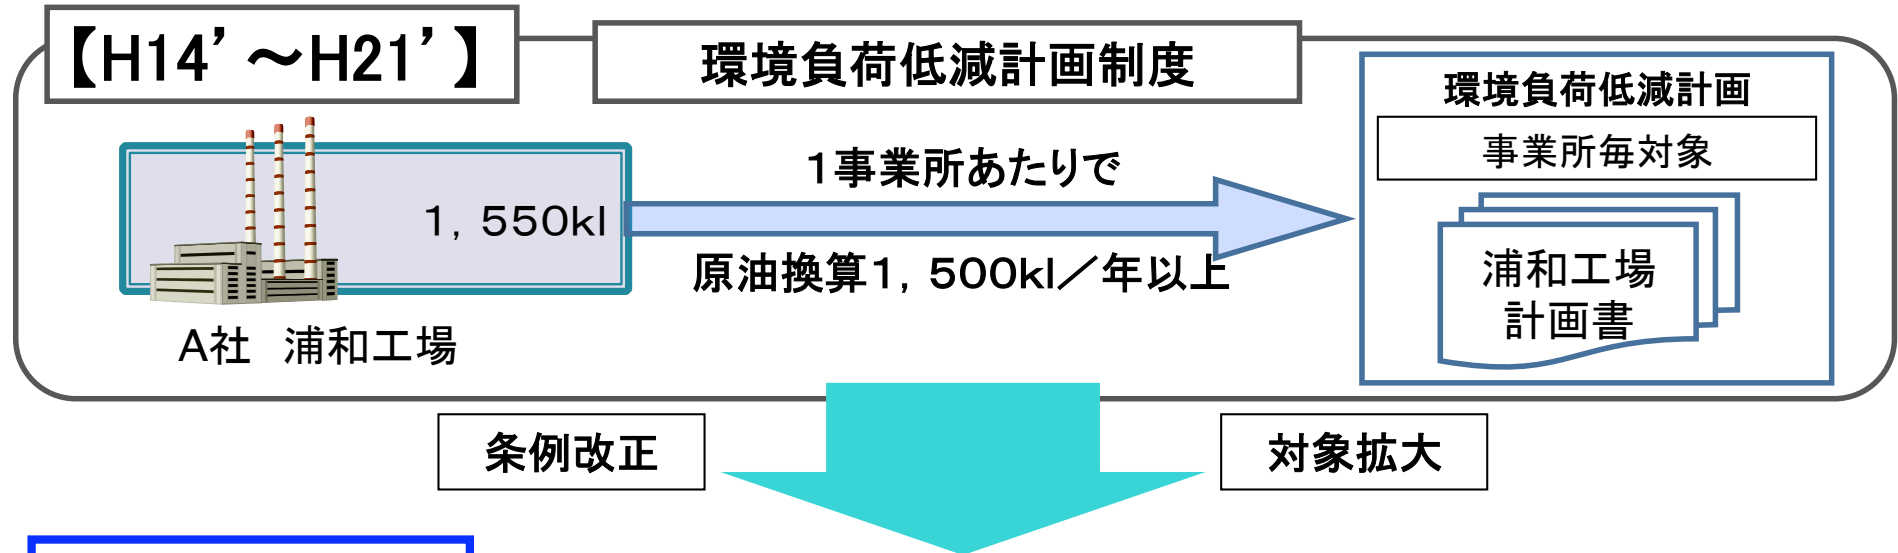 【H14’～H21’】
環境負荷低減計画制度
環境負荷低減計画
事業所毎対象
1事業所あたりで
1，550kl
原油換算1，500kl／年以上
浦和工場
計画書
A社　浦和工場
条例改正
対象拡大